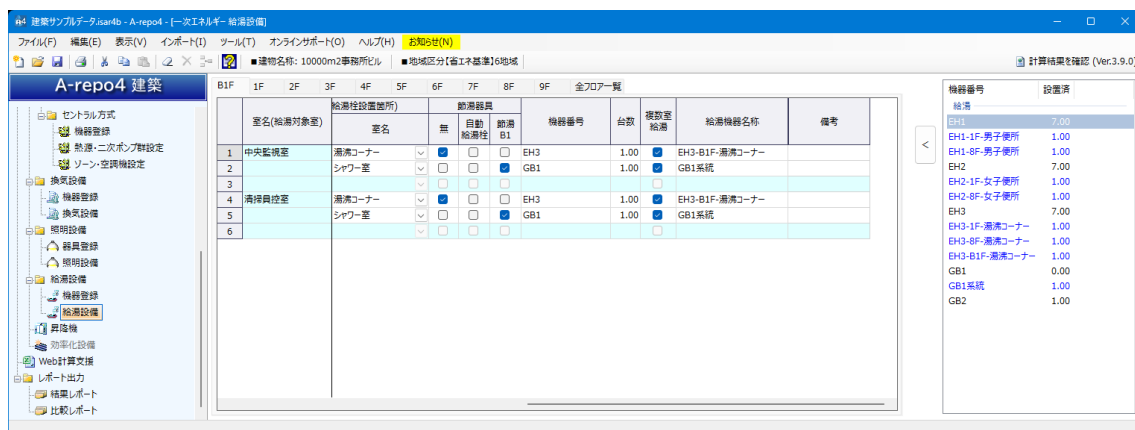 建築サンプルデータ.isar4b - A-repo4 - [一次エネルギー 給湯設備]
ファイル(F) 編集(E) 表示(V) インポート(I) ツール(T) オンラインサポート(O) ヘルプ(H) お知らせ(N)
■建物名称: 10000m2事務所ビル ■地域区分【省エネ基準】6地域 計算結果を確認 (Ver.3.9.0)
A-repo4 建築
セントラル方式
機器登録
熱源・二次ポンプ群設定
ゾーン・空調機設定
換気設備
機器登録
換気設備
照明設備
器具登録
照明設備
給湯設備
機器登録
給湯設備
昇降機
効率化設備
Web計算支援
レポート出力
結果レポート
比較レポート
B1F 1F 2F 3F 4F 5F 6F 7F 8F 9F 全フロア一覧
室名(給湯対象室) 給湯栓設置箇所) 節湯器具 機器番号 台数 複数室給湯 給湯機器名称 備考
室名 無 自動給湯栓 節湯B1
1 中央監視室 湯沸コーナー EH3 1.00 EH3-B1F-湯沸コーナー
2 シャワー室 GB1 1.00 GB1系統
3
4 清掃員控室 湯沸コーナー EH3 1.00 EH3-B1F-湯沸コーナー
5 シャワー室 GB1 1.00 GB1系統
6
<
機器番号 設置済
給湯
EH1 7.00
EH1-1F-男子便所 1.00
EH1-8F-男子便所 1.00
EH2 7.00
EH2-1F-女子便所 1.00
EH2-8F-女子便所 1.00
EH3 7.00
EH3-1F-湯沸コーナー 1.00
EH3-8F-湯沸コーナー 1.00
EH3-B1F-湯沸コーナー 1.00
GB1 0.00
GB1系統 1.00
GB2 1.00